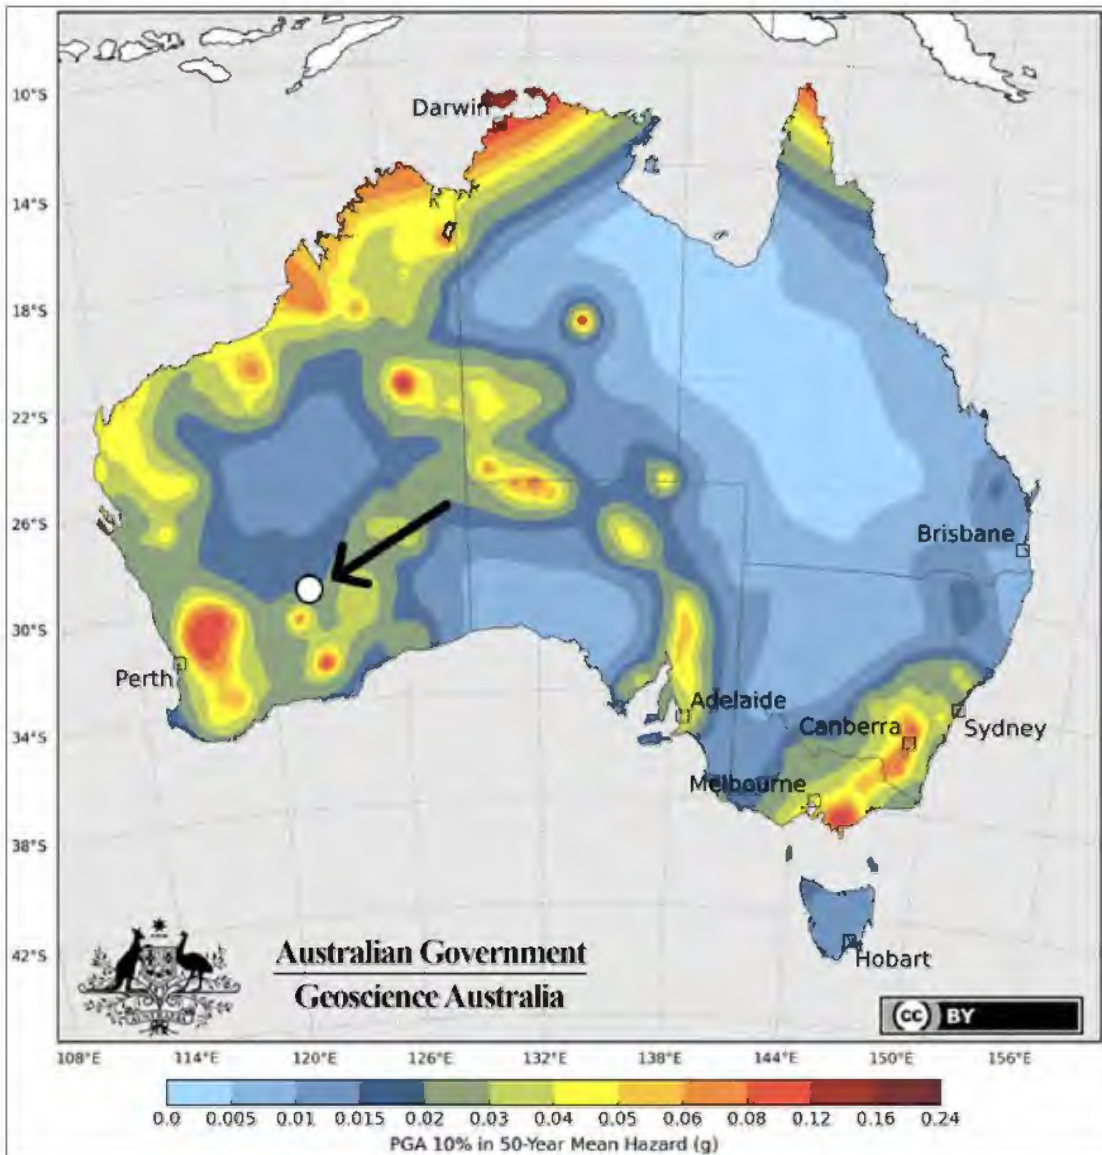 10°S
Darwin
14°S
18°S
22°S
26°S
Brisbane
30°S
Perth
Adelaide
34°S
Canberra
Sydney
Melbourne
38°S
42°S
Hobart
Australian Government
Geoscience Australia
cc BY
108°E 114°E 120°E 126°E 132°E 138°E 144°E 150°E 156°E
0.0 0.005 0.01 0.015 0.02 0.03 0.04 0.05 0.06 0.08 0.12 0.16 0.24
PGA 10% in 50-Year Mean Hazard (g)